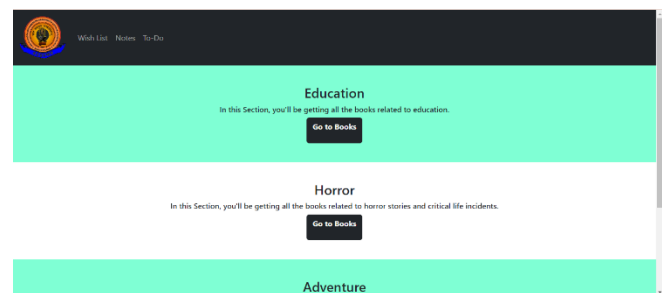 Wish List Notes To-Do
Education
In this Section, you'll be getting all the books related to education.
Go to Books
Horror
In this Section, you'll be getting all the books related to horror stories and critical life incidents.
Go to Books
Adventure